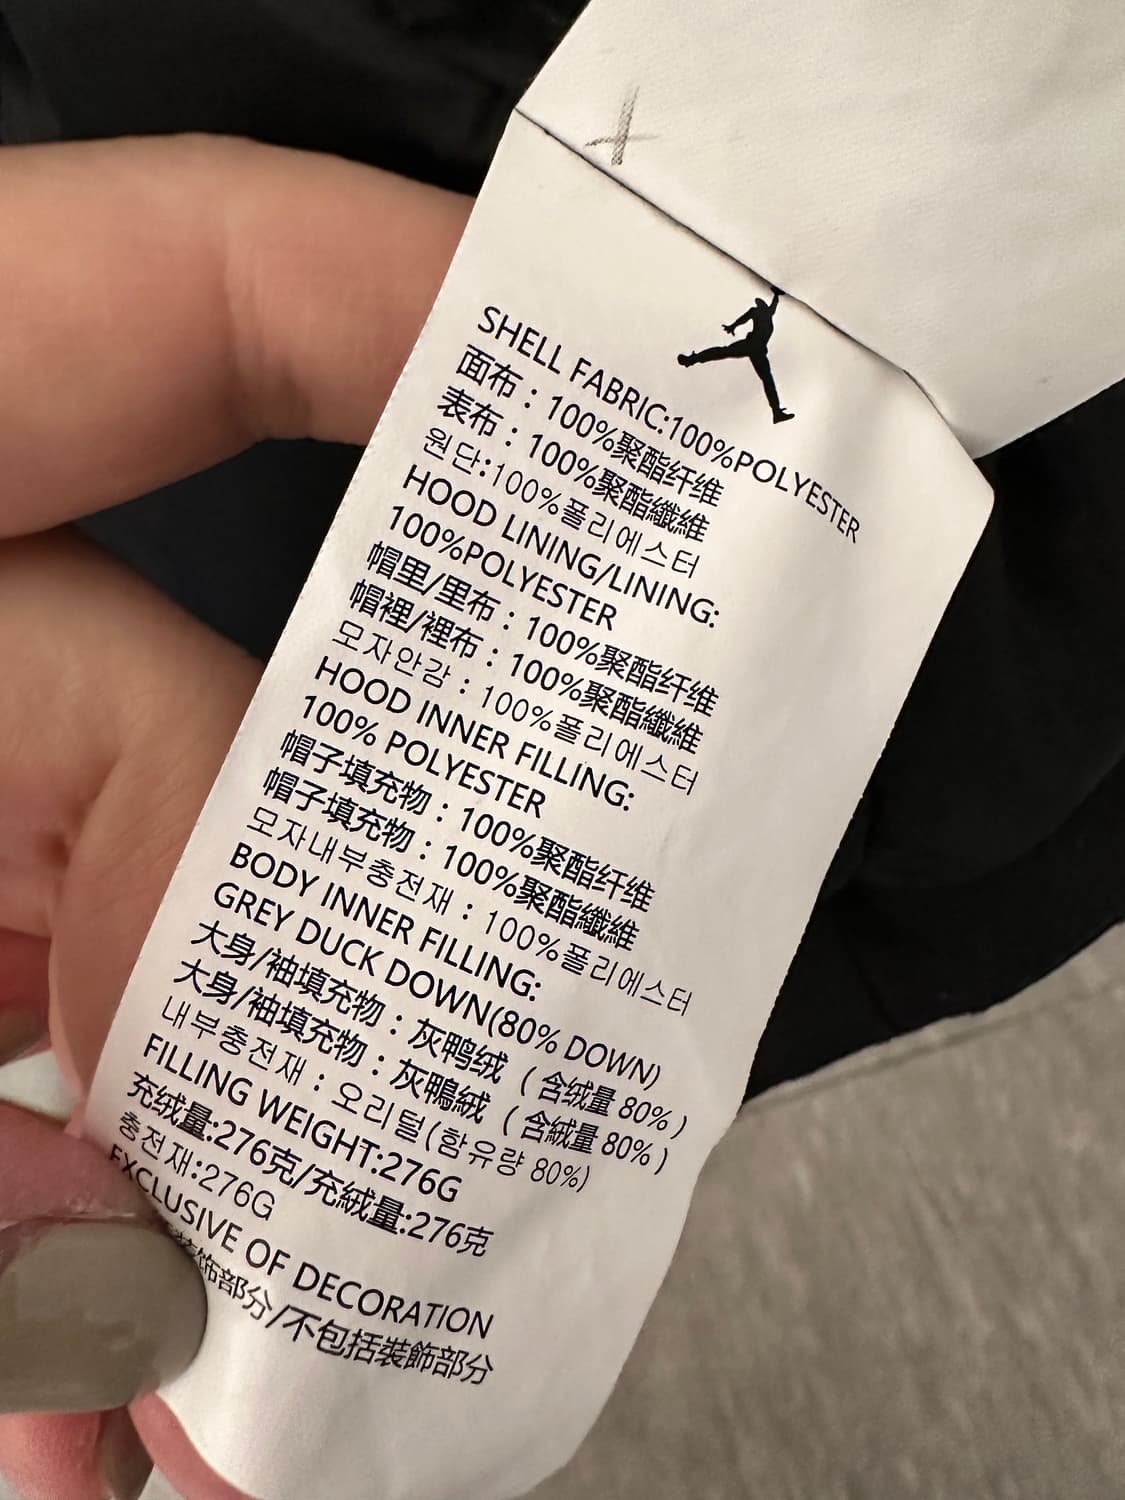 SHELL FABRIC:100%POLYESTER
面布：100%聚酯纤维
表布：100%聚酯纖維
원단:100%폴리에스터
HOOD LINING/LINING:
100%POLYESTER
帽里/里布：100%聚酯纤维
帽裡/裡布：100%聚酯纖維
모자안감：100%폴리에스터
HOOD INNER FILLING:
100% POLYESTER
帽子填充物：100%聚酯纤维
帽子填充物：100%聚酯纖維
모자내부충전재：100%폴리에스터
BODY INNER FILLING:
GREY DUCK DOWN(80% DOWN)
大身/袖填充物：灰鸭绒（含绒量 80%）
大身/袖填充物：灰鴨絨（含絨量 80%）
내부충전재：오리털(함유량 80%)
FILLING WEIGHT:276G
充绒量:276克/充絨量:276克
충전재:276G
EXCLUSIVE OF DECORATION
装饰部分/不包括裝飾部分